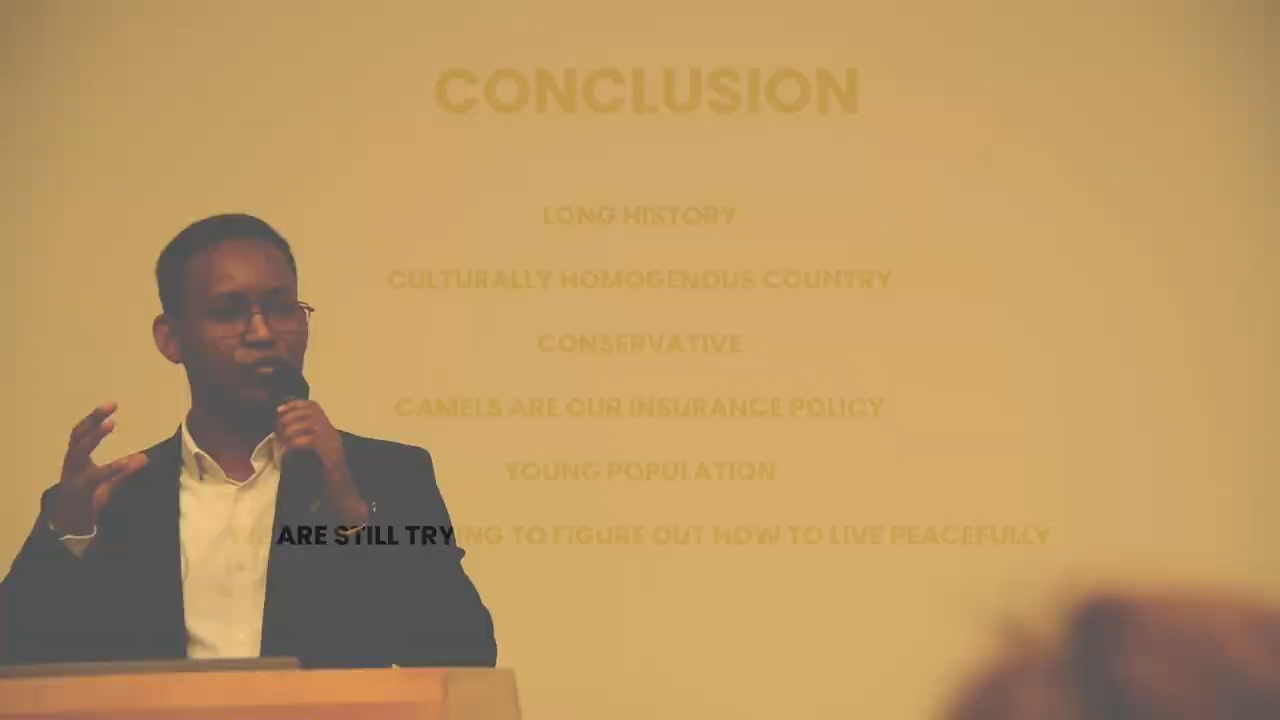 CONCLUSION
LONG HISTORY
CULTURALLY HOMOGENOUS COUNTRY
CONSERVATIVE
CAMELS ARE OUR INSURANCE POLICY
YOUNG POPULATION
ARE STILL TRYING TO FIGURE OUT HOW TO LIVE PEACEFULLY